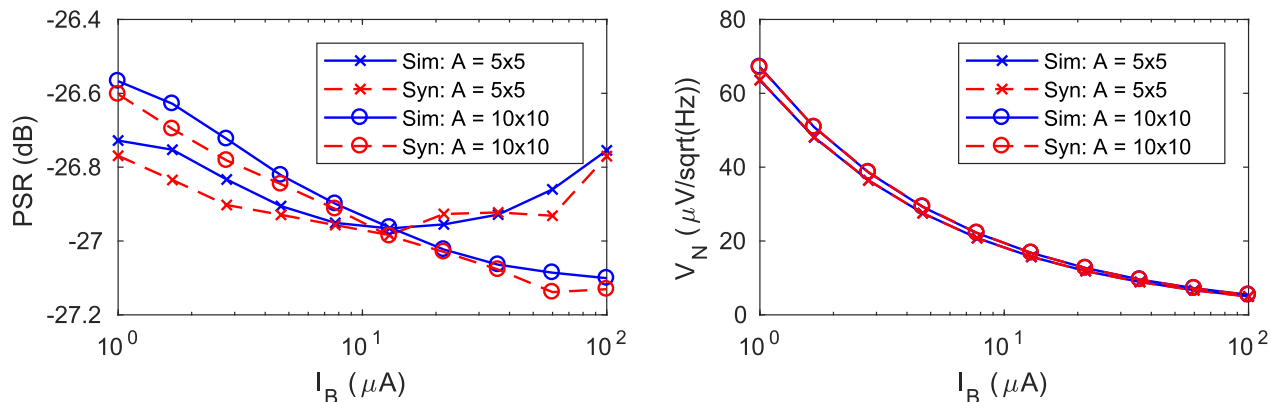 -26.4
-26.6
-26.8
-27
-27.2
PSR (dB)
Sim: A = 5x5
Syn: A = 5x5
Sim: A = 10x10
Syn: A = 10x10
10^0
10^1
10^2
I_B (μA)
80
60
40
20
0
V_N ( μV/sqrt(Hz))
Sim: A = 5x5
Syn: A = 5x5
Sim: A = 10x10
Syn: A = 10x10
10^0
10^1
10^2
I_B (μA)